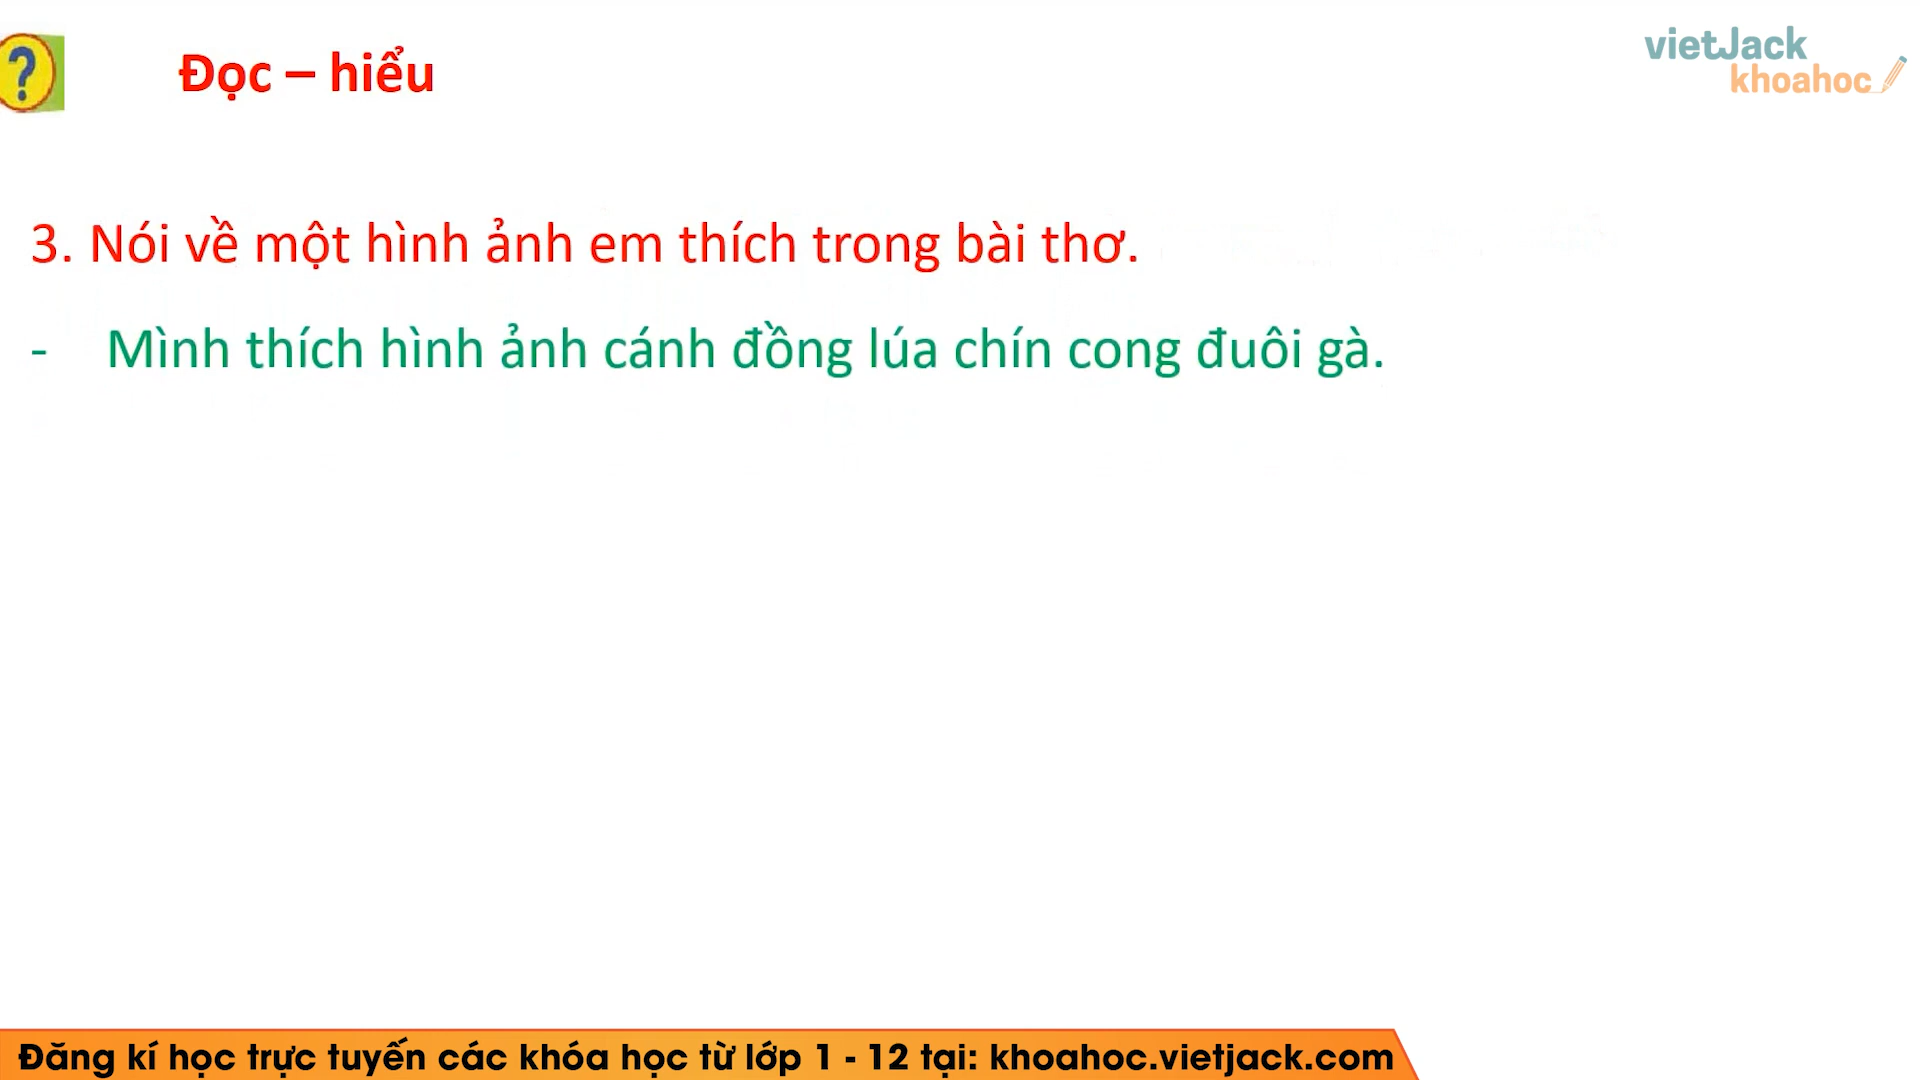 ?
Đọc – hiểu
vietJack
khoahoc
3. Nói về một hình ảnh em thích trong bài thơ.
- Mình thích hình ảnh cánh đồng lúa chín cong đuôi gà.
Đăng kí học trực tuyến các khóa học từ lớp 1 - 12 tại: khoahoc.vietjack.com